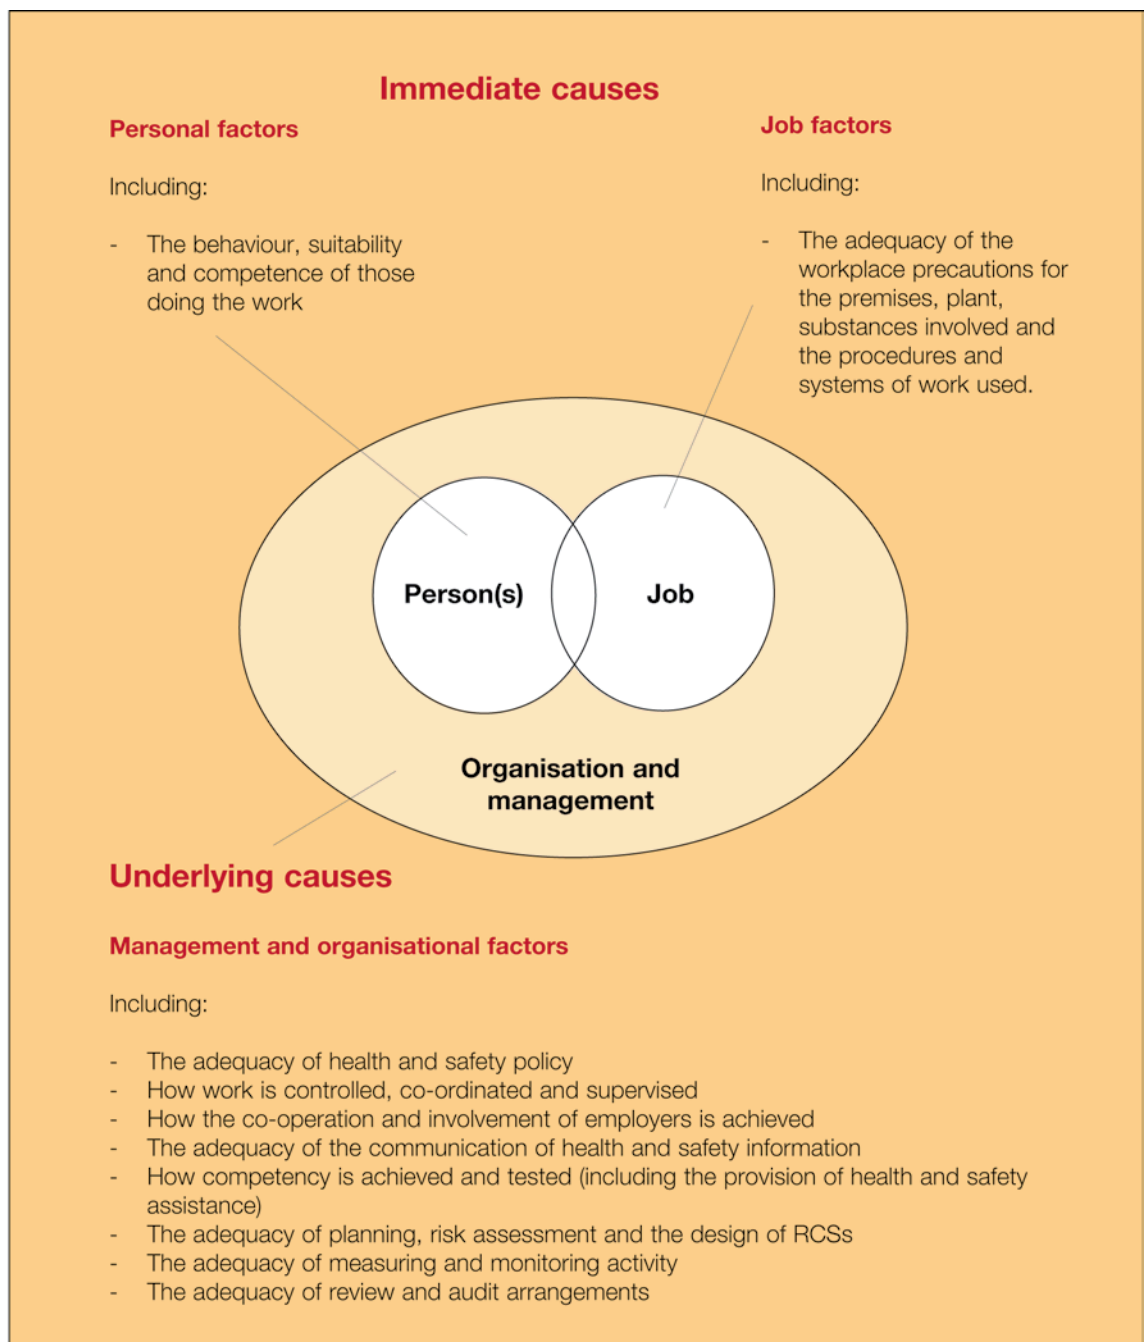 Immediate causes
Personal factors
Including:
- The behaviour, suitability
and competence of those
doing the work
Job factors
Including:
- The adequacy of the
workplace precautions for
the premises, plant,
substances involved and
the procedures and
systems of work used.
Person(s)
Job
Organisation and
management
Underlying causes
Management and organisational factors
Including:
- The adequacy of health and safety policy
- How work is controlled, co-ordinated and supervised
- How the co-operation and involvement of employers is achieved
- The adequacy of the communication of health and safety information
- How competency is achieved and tested (including the provision of health and safety
assistance)
- The adequacy of planning, risk assessment and the design of RCSs
- The adequacy of measuring and monitoring activity
- The adequacy of review and audit arrangements